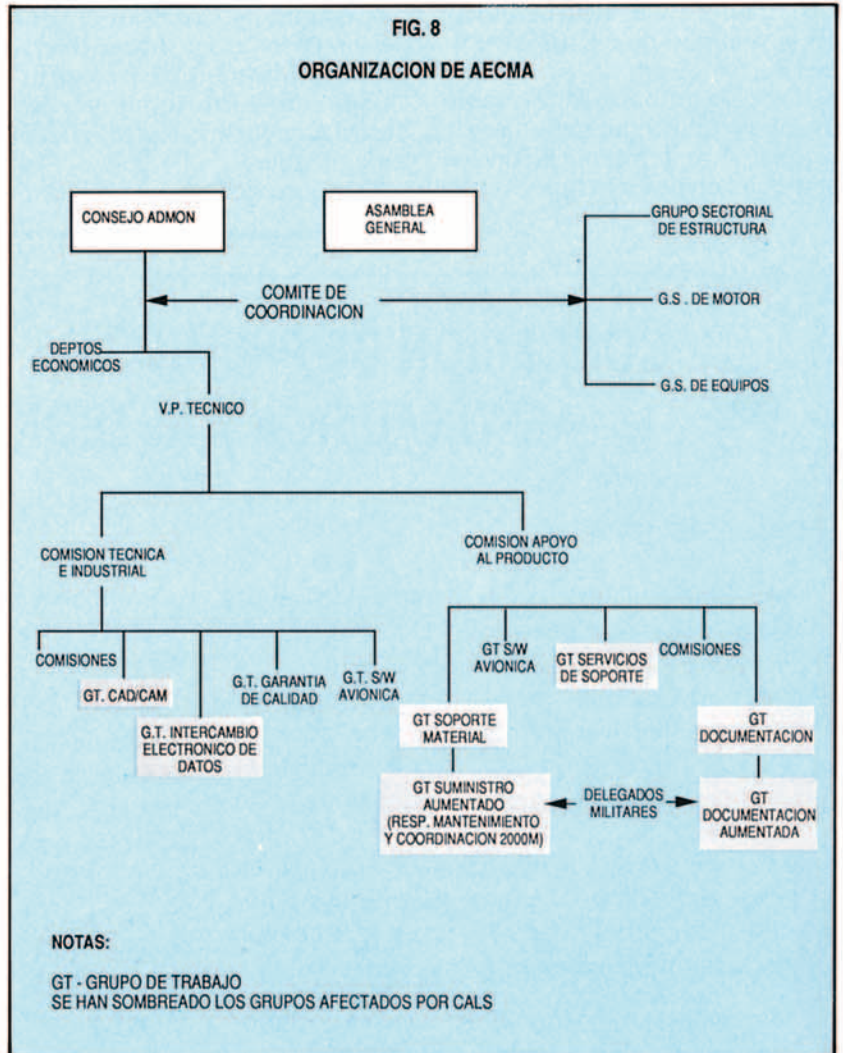 FIG. 8
ORGANIZACION DE AECMA
CONSEJO ADMON
ASAMBLEA
GENERAL
GRUPO SECTORIAL
DE ESTRUCTURA
COMITE DE
COORDINACION
G.S . DE MOTOR
DEPTOS
ECONOMICOS
G.S. DE EQUIPOS
V.P. TECNICO
COMISION TECNICA
E INDUSTRIAL
COMISION APOYO
AL PRODUCTO
COMISIONES
GT. CAD/CAM
G.T. INTERCAMBIO
ELECTRONICO DE
DATOS
G.T. GARANTIA
DE CALIDAD
G.T. S/W
AVIONICA
GT S/W
AVIONICA
GT SERVICIOS
DE SOPORTE
COMISIONES
GT SOPORTE
MATERIAL
GT
DOCUMENTACION
GT SUMINISTRO
AUMENTADO
(RESP. MANTENIMIENTO
Y COORDINACION 2000M)
DELEGADOS
MILITARES
GT
DOCUMENTACION
AUMENTADA
NOTAS:
GT - GRUPO DE TRABAJO
SE HAN SOMBREADO LOS GRUPOS AFECTADOS POR CALS